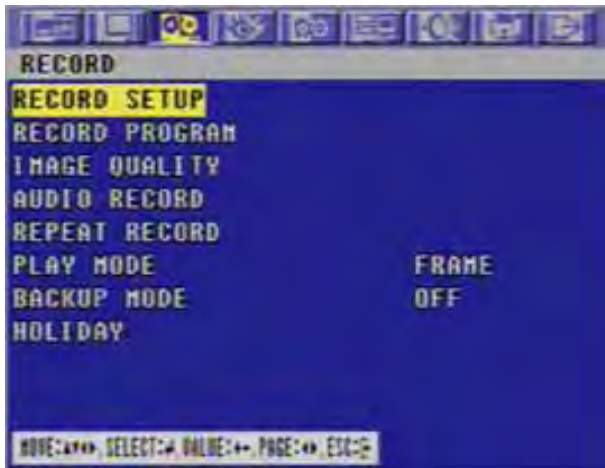 RECORD
RECORD SETUP
RECORD PROGRAM
IMAGE QUALITY
AUDIO RECORD
REPEAT RECORD
PLAY MODE FRAME
BACKUP MODE OFF
HOLIDAY
MOVE:▲▼◀▶, SELECT:↵, VALUE:+-, PAGE:◀▶, ESC: